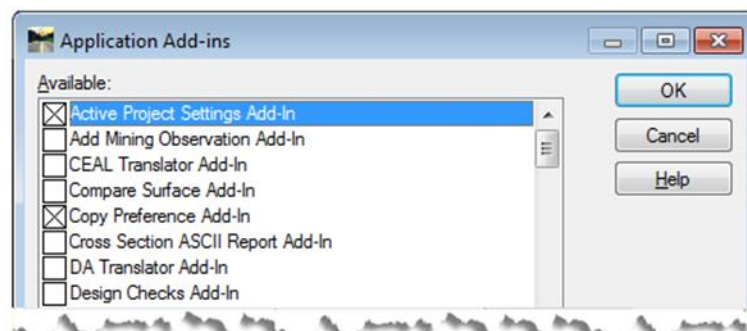 Application Add-ins
Available:
Active Project Settings Add-In
Add Mining Observation Add-In
CEAL Translator Add-In
Compare Surface Add-In
Copy Preference Add-In
Cross Section ASCII Report Add-In
DA Translator Add-In
Design Checks Add-In
OK
Cancel
Help